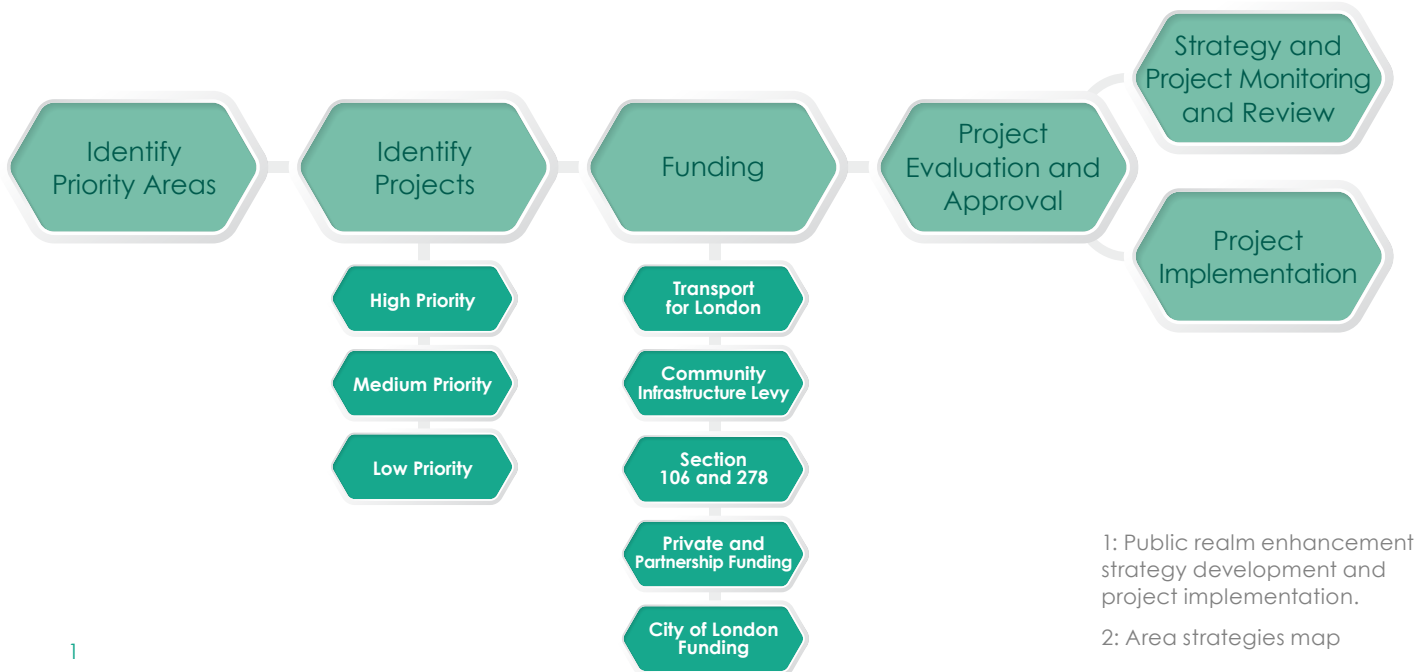 Identify
Priority Areas
Identify
Projects
Funding
Project
Evaluation and
Approval
Strategy and
Project Monitoring
and Review
Project
Implementation
High Priority
Medium Priority
Low Priority
Transport
for London
Community
Infrastructure Levy
Section
106 and 278
Private and
Partnership Funding
City of London
Funding
1: Public realm enhancement
strategy development and
project implementation.
2: Area strategies map
1